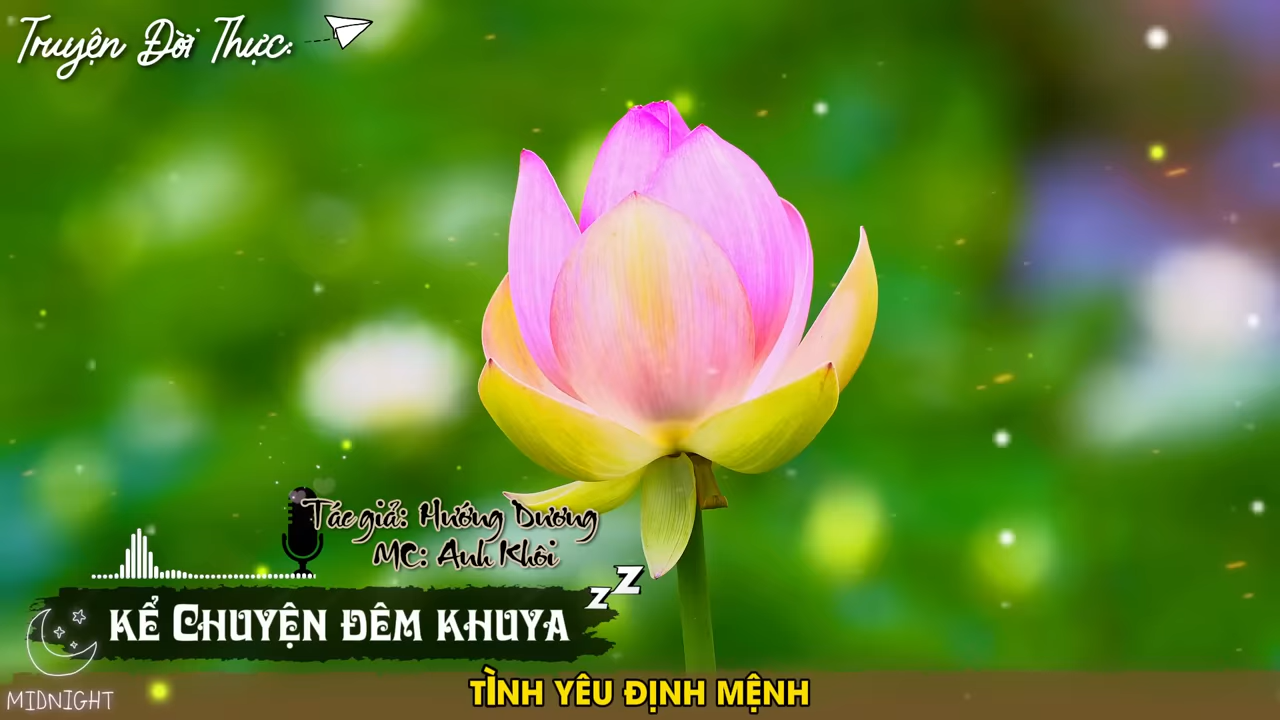 Truyện Đời Thực:
Tác giả: Hướng Dương
MC: Anh Khôi
z Z
KỂ CHUYỆN ĐÊM KHUYA
MIDNIGHT
TÌNH YÊU ĐỊNH MỆNH